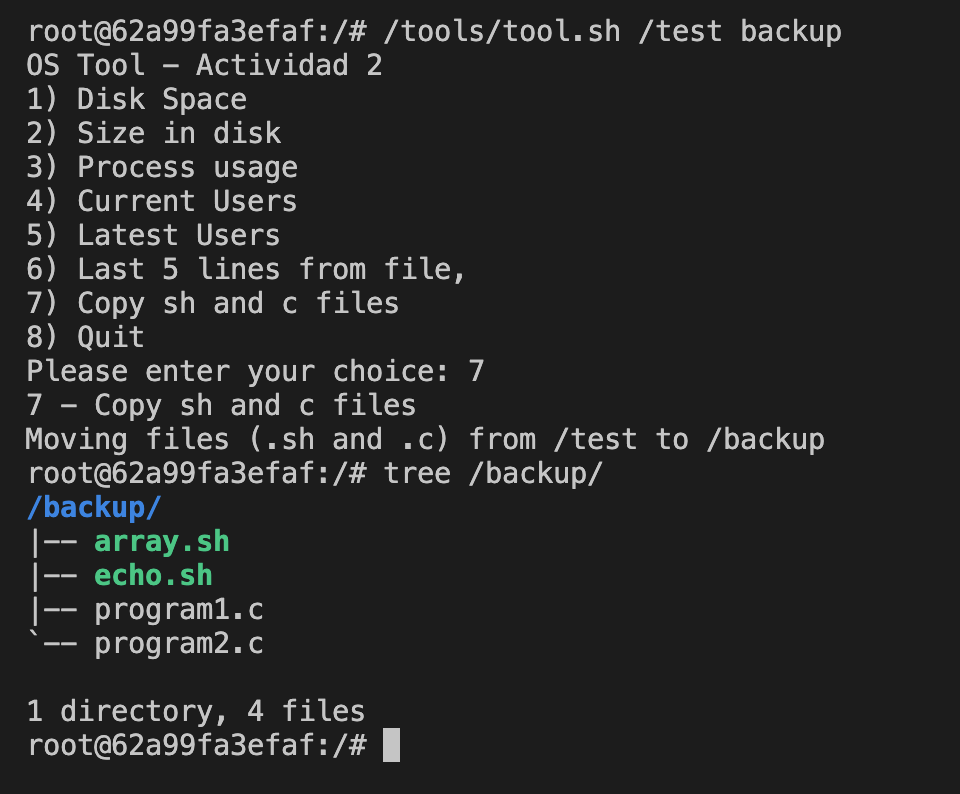 root@62a99fa3efaf:/# /tools/tool.sh /test backup
OS Tool - Actividad 2
1) Disk Space
2) Size in disk
3) Process usage
4) Current Users
5) Latest Users
6) Last 5 lines from file,
7) Copy sh and c files
8) Quit
Please enter your choice: 7
7 - Copy sh and c files
Moving files (.sh and .c) from /test to /backup
root@62a99fa3efaf:/# tree /backup/
/backup/
|-- array.sh
|-- echo.sh
|-- program1.c
`-- program2.c

1 directory, 4 files
root@62a99fa3efaf:/#